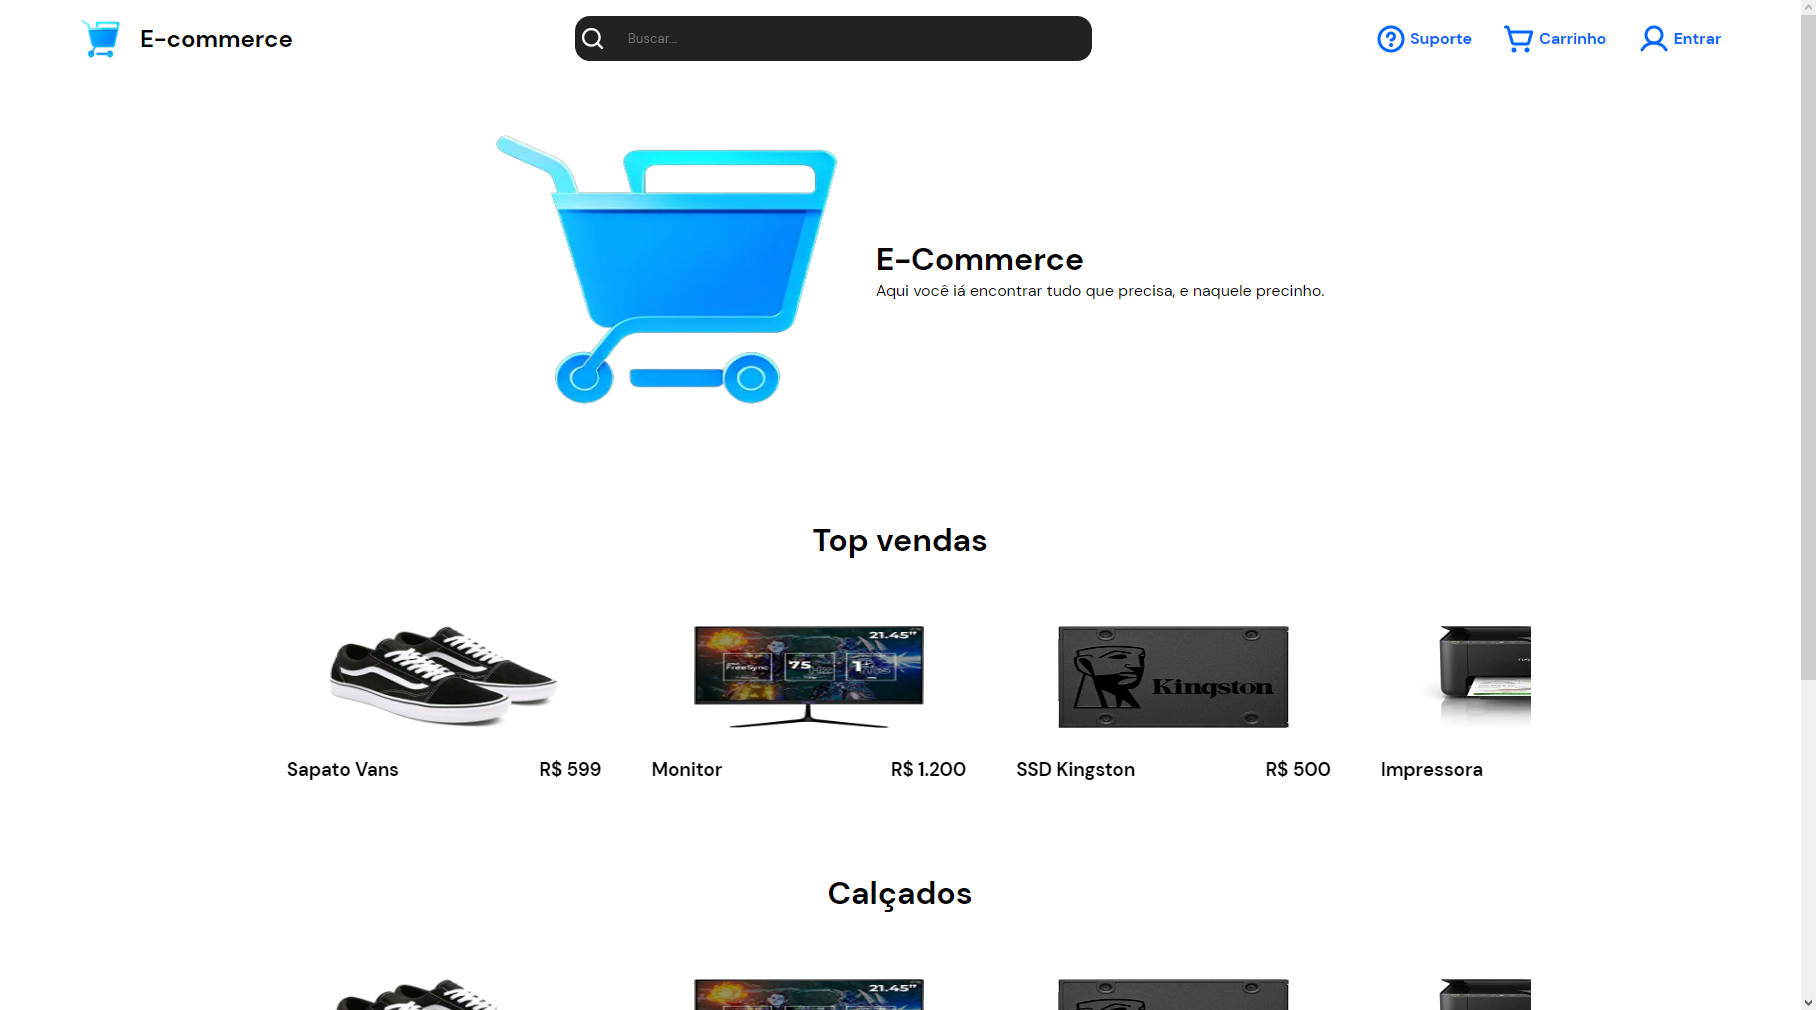 E-commerce
Buscar...
Suporte
Carrinho
Entrar
E-Commerce
Aqui você iá encontrar tudo que precisa, e naquele precinho.
Top vendas
21.45”
FreeSync
75
Kingston
Sapato Vans
R$ 599
Monitor
R$ 1.200
SSD Kingston
R$ 500
Impressora
Calçados
21.45”